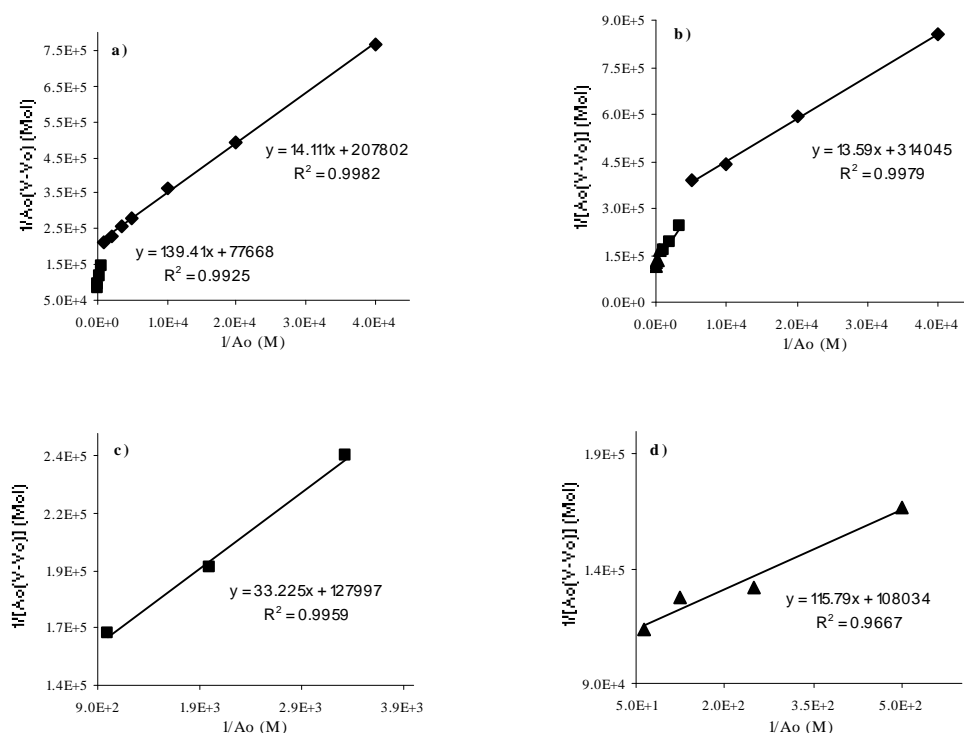 a)
1/Ao(V-Vo) (Mol)
7.5E+5
6.5E+5
5.5E+5
4.5E+5
3.5E+5
2.5E+5
1.5E+5
5.0E+4
y = 14.111x + 207802
R² = 0.9982
y = 139.41x + 77668
R² = 0.9925
0.0E+0 1.0E+4 2.0E+4 3.0E+4 4.0E+4
1/Ao (M)
b)
1/[Ao(V-Vo)] (Mol)
9.0E+5
7.5E+5
6.0E+5
4.5E+5
3.0E+5
1.5E+5
0.0E+0
y = 13.59x + 314045
R² = 0.9979
0.0E+0 1.0E+4 2.0E+4 3.0E+4 4.0E+4
1/Ao (M)
c)
1/[Ao(V-Vo)] (Mol)
2.4E+5
2.2E+5
1.9E+5
1.7E+5
1.4E+5
y = 33.225x + 127997
R² = 0.9959
9.0E+2 1.9E+3 2.9E+3 3.9E+3
1/Ao (M)
d)
1/[Ao(V-Vo)] (Mol)
1.9E+5
1.4E+5
9.0E+4
y = 115.79x + 108034
R² = 0.9667
5.0E+1 2.0E+2 3.5E+2 5.0E+2
1/Ao (M)